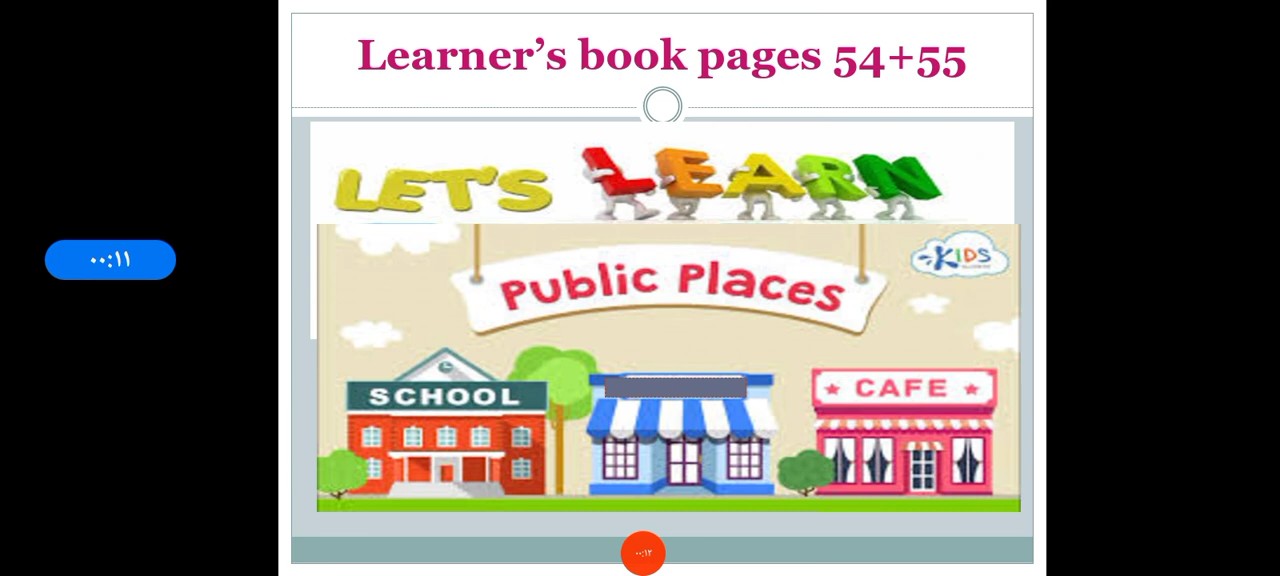 Learner's book pages 54+55
LET'S LEARN
Public Places
KIDS
SCHOOL
CAFE
٠٠:١١
٠٠:١٢